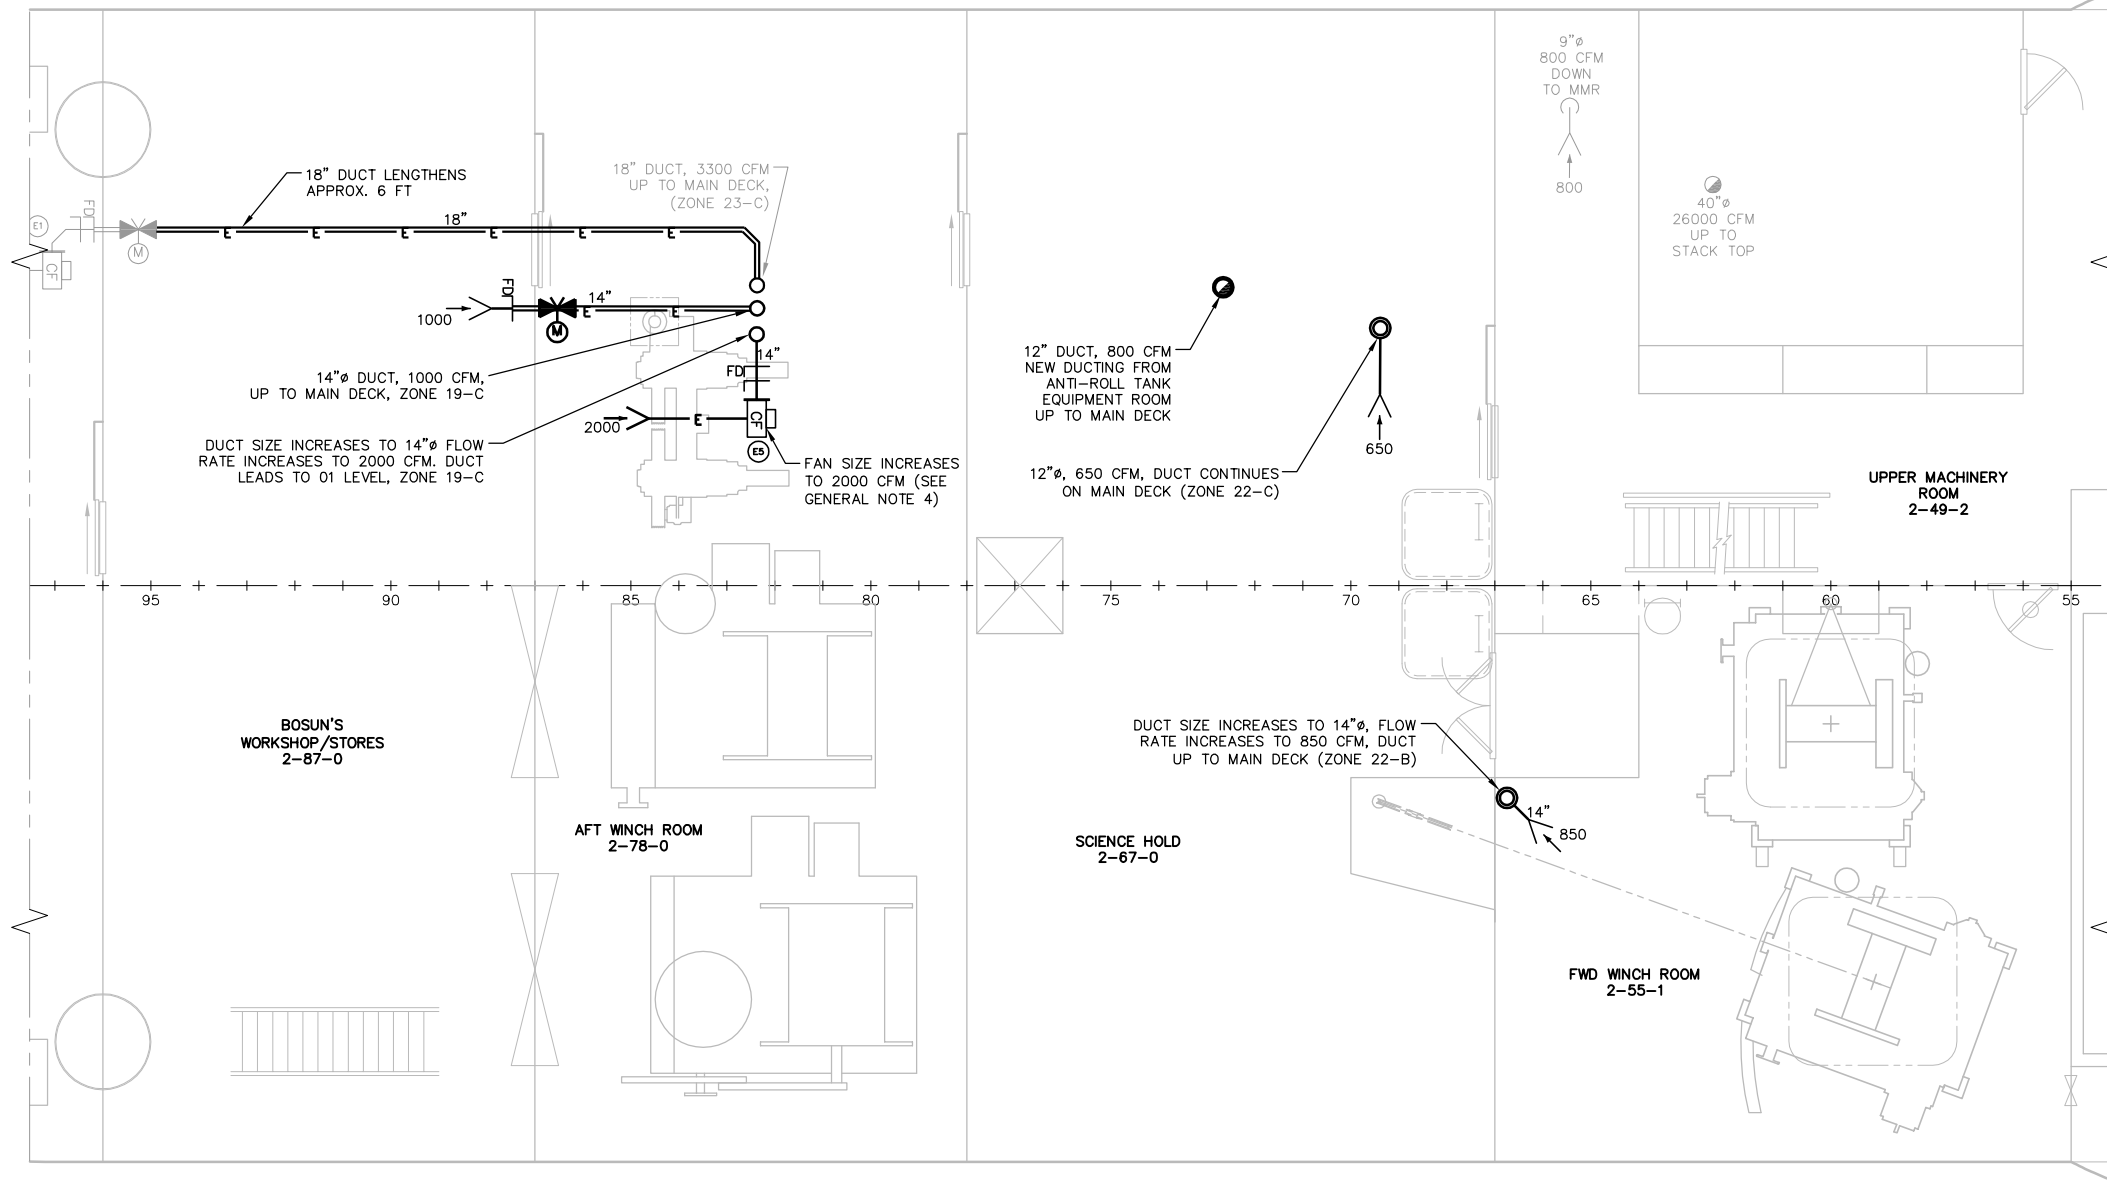 9"ø
800 CFM
DOWN
TO MMR
800
18" DUCT LENGTHENS
APPROX. 6 FT
18" DUCT, 3300 CFM
UP TO MAIN DECK,
(ZONE 23-C)
40"ø
26000 CFM
UP TO
STACK TOP
FD
E1
M
CF
18"
E E E E E E
FD
14"
1000
M
E E
14"
14"ø DUCT, 1000 CFM,
UP TO MAIN DECK, ZONE 19-C
FD
2000
E
CF
E5
DUCT SIZE INCREASES TO 14"ø FLOW
RATE INCREASES TO 2000 CFM. DUCT
LEADS TO 01 LEVEL, ZONE 19-C
FAN SIZE INCREASES
TO 2000 CFM (SEE
GENERAL NOTE 4)
12" DUCT, 800 CFM
NEW DUCTING FROM
ANTI-ROLL TANK
EQUIPMENT ROOM
UP TO MAIN DECK
650
12"ø, 650 CFM, DUCT CONTINUES
ON MAIN DECK (ZONE 22-C)
UPPER MACHINERY
ROOM
2-49-2
95 90 85 80 75 70 65 60 55
BOSUN'S
WORKSHOP/STORES
2-87-0
DUCT SIZE INCREASES TO 14"ø, FLOW
RATE INCREASES TO 850 CFM, DUCT
UP TO MAIN DECK (ZONE 22-B)
14"
850
AFT WINCH ROOM
2-78-0
SCIENCE HOLD
2-67-0
FWD WINCH ROOM
2-55-1